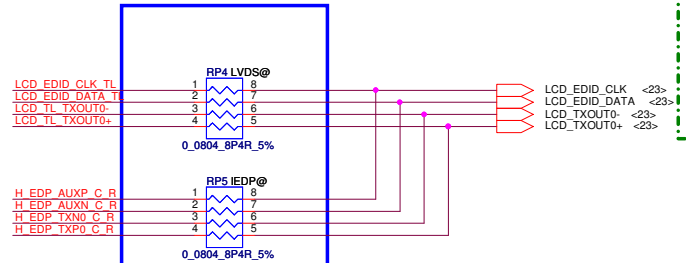 RP4 LVDS@
LCD_EDID_CLK_TL 1 8 LCD_EDID_CLK <23>
LCD_EDID_DATA_TL 2 7 LCD_EDID_DATA <23>
LCD_TL_TXOUT0- 3 6 LCD_TXOUT0- <23>
LCD_TL_TXOUT0+ 4 5 LCD_TXOUT0+ <23>
0_0804_8P4R_5%
RP5 IEDP@
H_EDP_AUXP_C_R 1 8
H_EDP_AUXN_C_R 2 7
H_EDP_TXN0_C_R 3 6
H_EDP_TXP0_C_R 4 5
0_0804_8P4R_5%